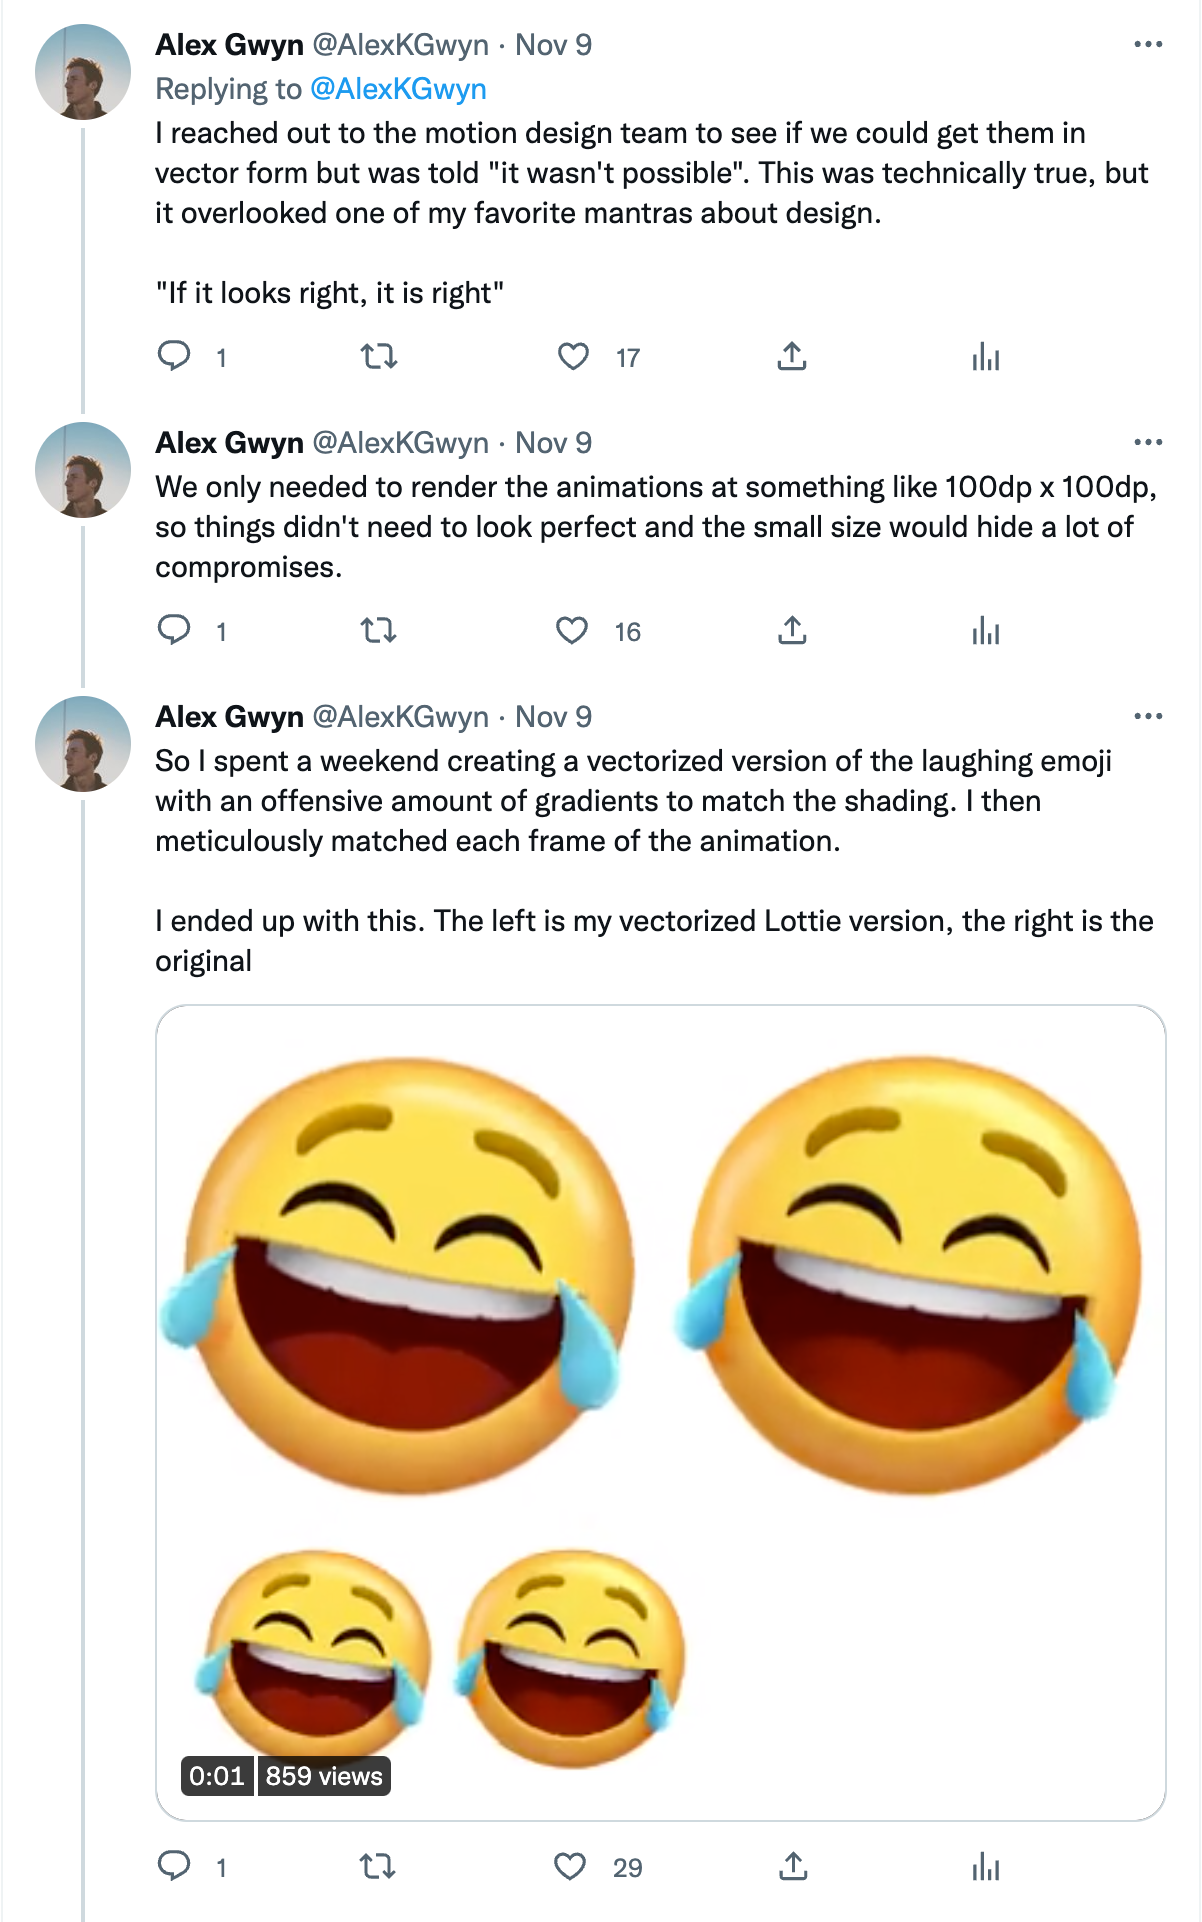 Alex Gwyn @AlexKGwyn · Nov 9
Replying to @AlexKGwyn
I reached out to the motion design team to see if we could get them in
vector form but was told "it wasn't possible". This was technically true, but
it overlooked one of my favorite mantras about design.
"If it looks right, it is right"
1 17
Alex Gwyn @AlexKGwyn · Nov 9
We only needed to render the animations at something like 100dp x 100dp,
so things didn't need to look perfect and the small size would hide a lot of
compromises.
1 16
Alex Gwyn @AlexKGwyn · Nov 9
So I spent a weekend creating a vectorized version of the laughing emoji
with an offensive amount of gradients to match the shading. I then
meticulously matched each frame of the animation.
I ended up with this. The left is my vectorized Lottie version, the right is the
original
0:01 859 views
1 29